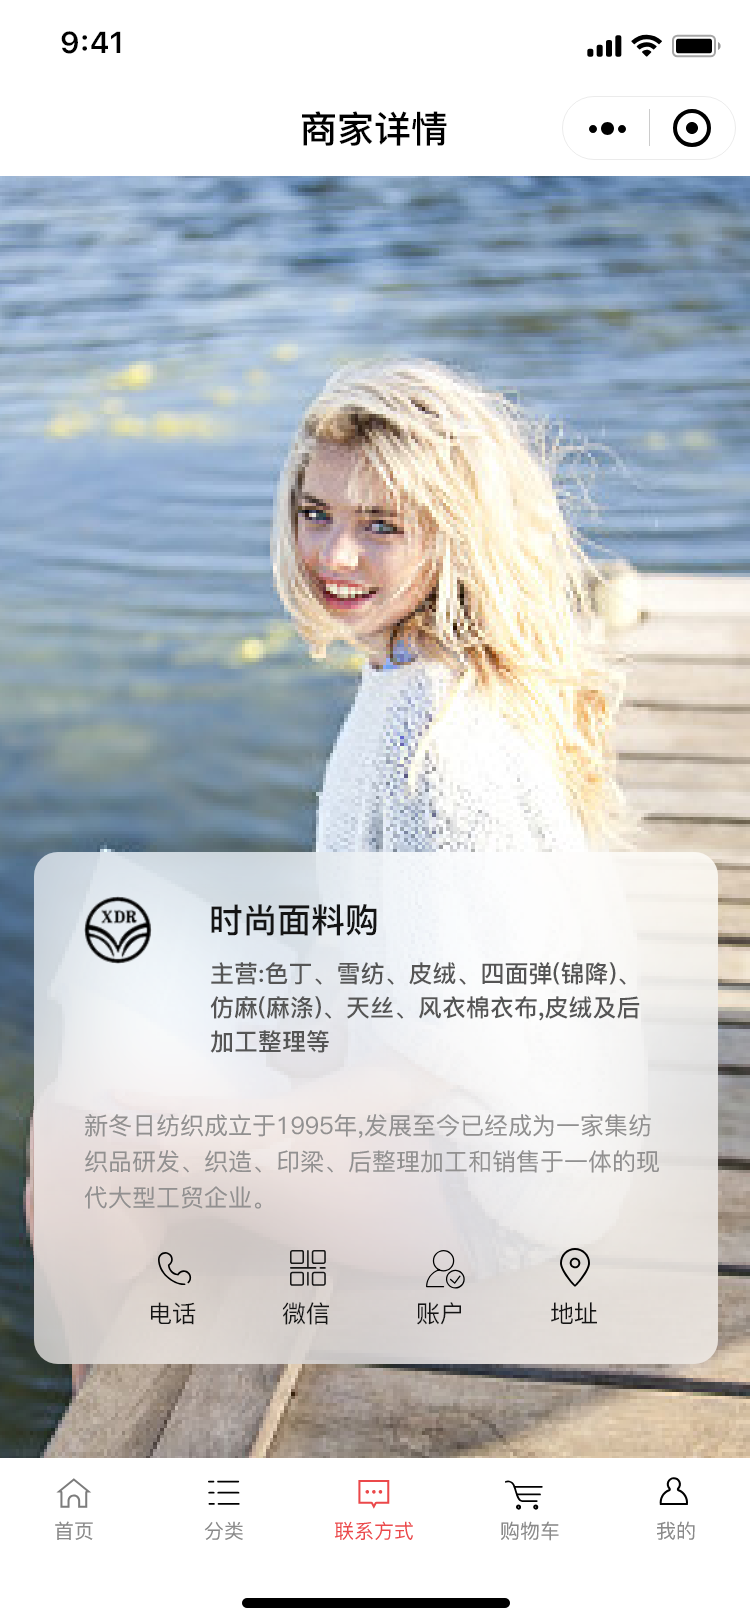 9:41
商家详情
XDR
时尚面料购
主营:色丁、雪纺、皮绒、四面弹(锦降)、
仿麻(麻涤)、天丝、风衣棉衣布,皮绒及后
加工整理等
新冬日纺织成立于1995年,发展至今已经成为一家集纺
织品研发、织造、印梁、后整理加工和销售于一体的现
代大型工贸企业。
电话 微信 账户 地址
首页 分类 联系方式 购物车 我的